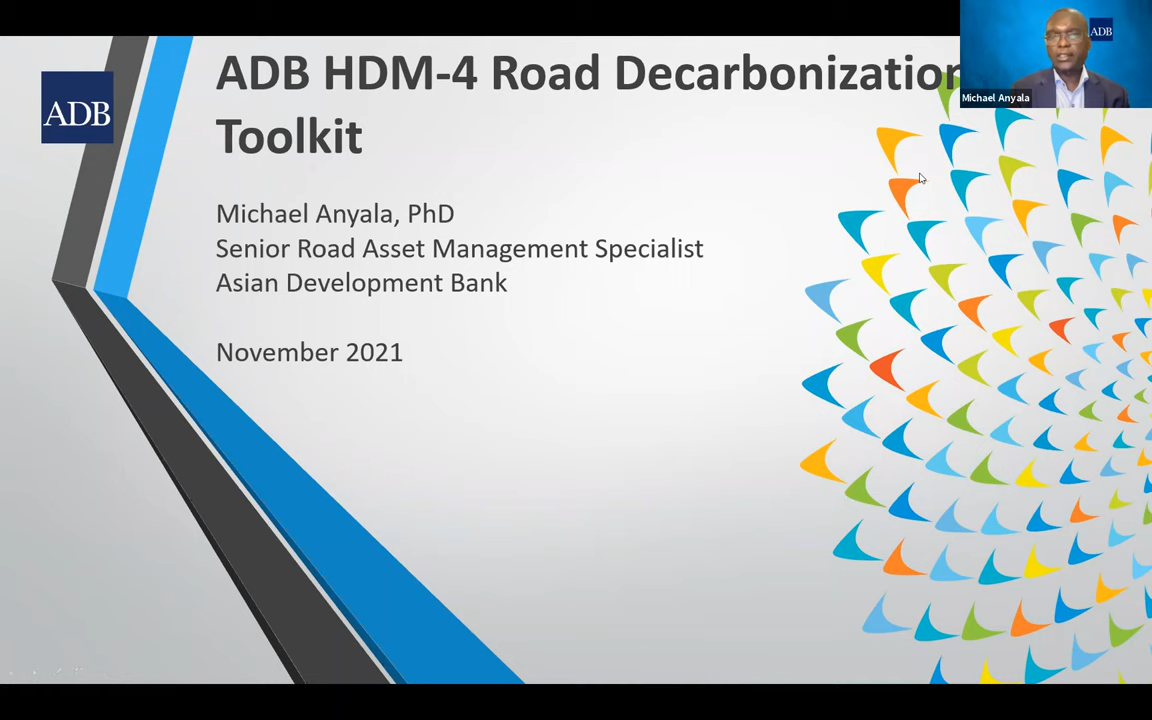 ADB HDM-4 Road Decarbonization
Toolkit
ADB
ADB
Michael Anyala
Michael Anyala, PhD
Senior Road Asset Management Specialist
Asian Development Bank
November 2021